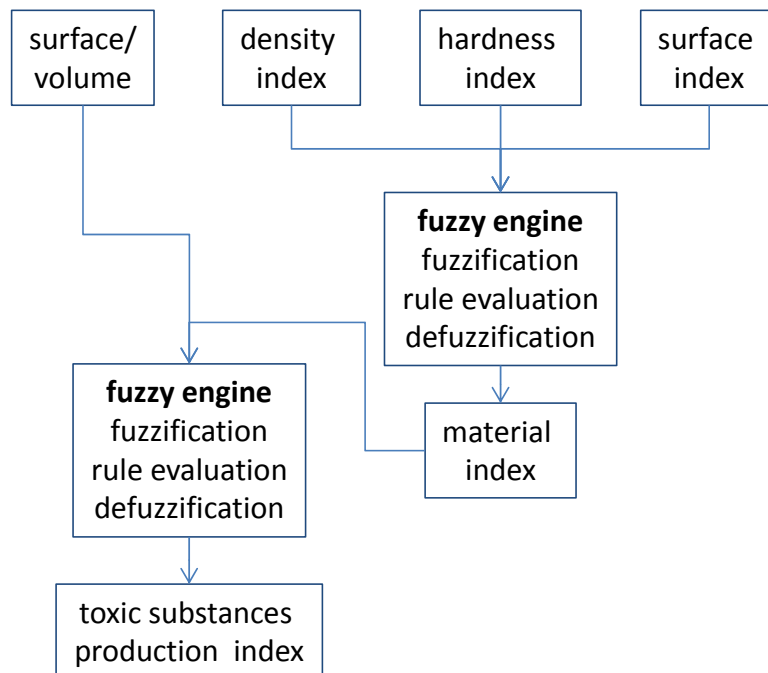 surface/
volume
density
index
hardness
index
surface
index
fuzzy engine
fuzzification
rule evaluation
defuzzification
fuzzy engine
fuzzification
rule evaluation
defuzzification
material
index
toxic substances
production index